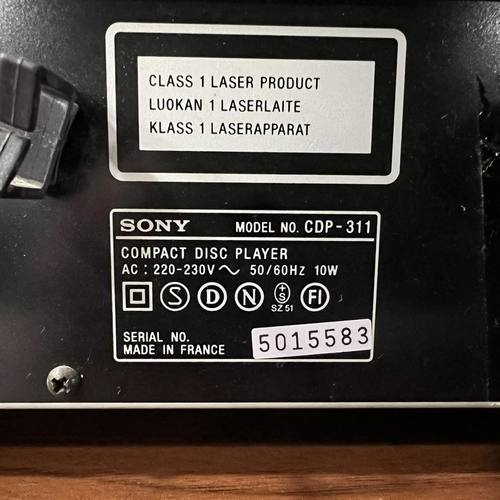 CLASS 1 LASER PRODUCT
LUOKAN 1 LASERLAITE
KLASS 1 LASERAPPARAT
SONY MODEL NO. CDP-311
COMPACT DISC PLAYER
AC : 220-230V ~ 50/60Hz 10W
S D N +S FI
SZ 51
SERIAL NO. 5015583
MADE IN FRANCE